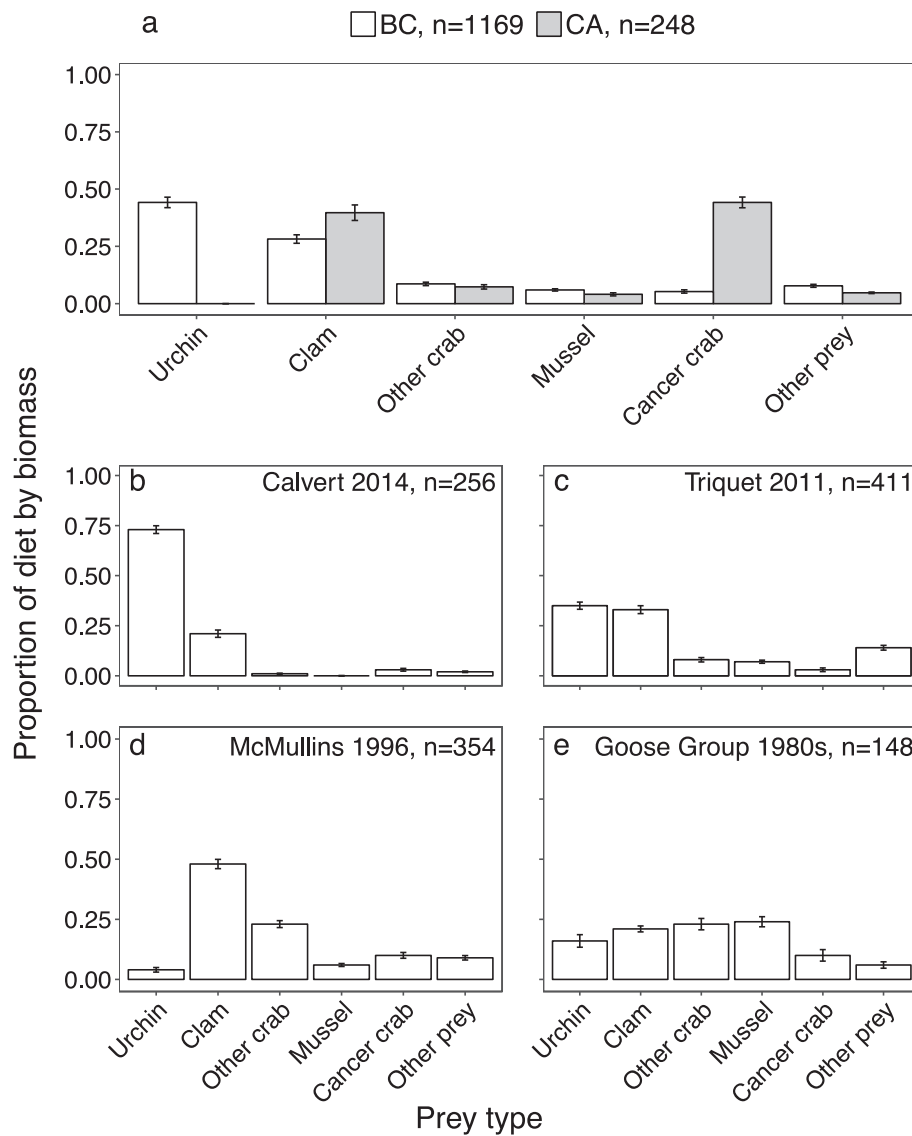 a
BC, n=1169 CA, n=248
1.00
0.75
0.50
0.25
0.00
Urchin
Clam
Other crab
Mussel
Cancer crab
Other prey
Proportion of diet by biomass
b Calvert 2014, n=256
1.00
0.75
0.50
0.25
0.00
c Triquet 2011, n=411
d McMullins 1996, n=354
1.00
0.75
0.50
0.25
0.00
Urchin
Clam
Other crab
Mussel
Cancer crab
Other prey
e Goose Group 1980s, n=148
Urchin
Clam
Other crab
Mussel
Cancer crab
Other prey
Prey type